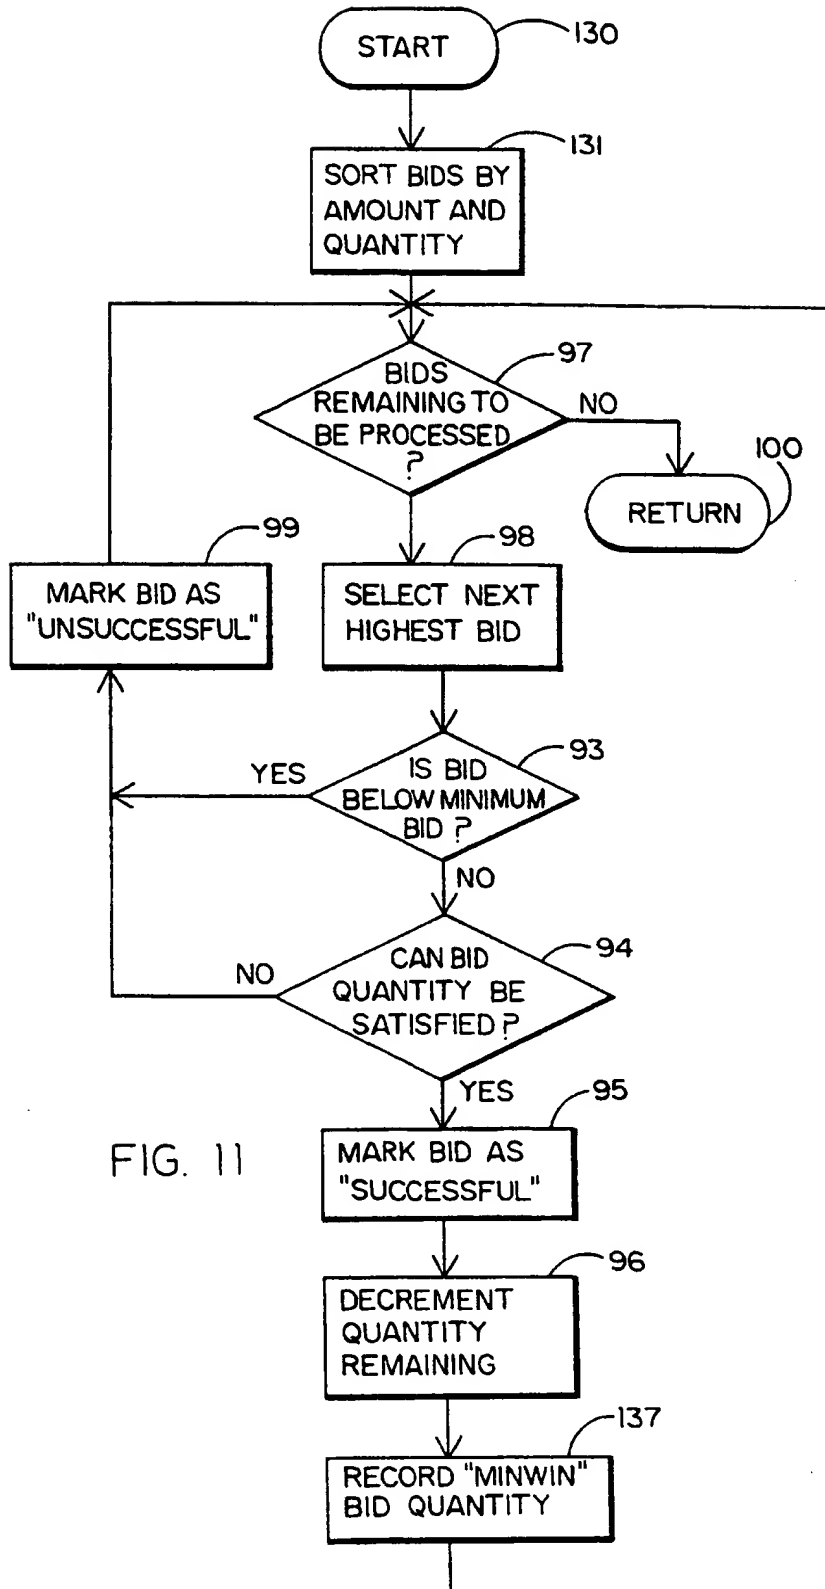 START
130
131
SORT BIDS BY
AMOUNT AND
QUANTITY
97
BIDS
REMAINING TO
BE PROCESSED
?
NO
100
RETURN
99
MARK BID AS
"UNSUCCESSFUL"
98
SELECT NEXT
HIGHEST BID
93
YES
IS BID
BELOW MINIMUM
BID ?
NO
94
NO
CAN BID
QUANTITY BE
SATISFIED ?
YES
95
FIG. 11
MARK BID AS
"SUCCESSFUL"
96
DECREMENT
QUANTITY
REMAINING
137
RECORD "MINWIN"
BID QUANTITY